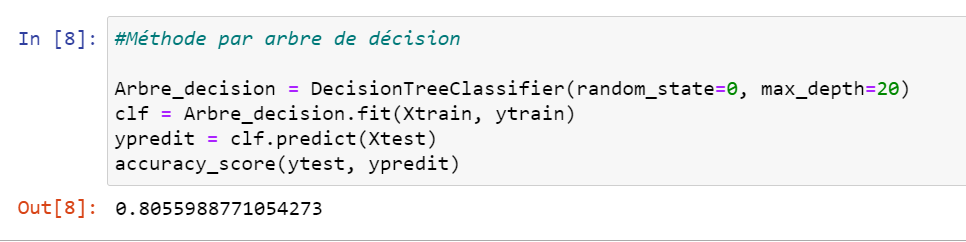 In [8]: #Méthode par arbre de décision
Arbre_decision = DecisionTreeClassifier(random_state=0, max_depth=20)
clf = Arbre_decision.fit(Xtrain, ytrain)
ypredit = clf.predict(Xtest)
accuracy_score(ytest, ypredit)
Out[8]: 0.8055988771054273